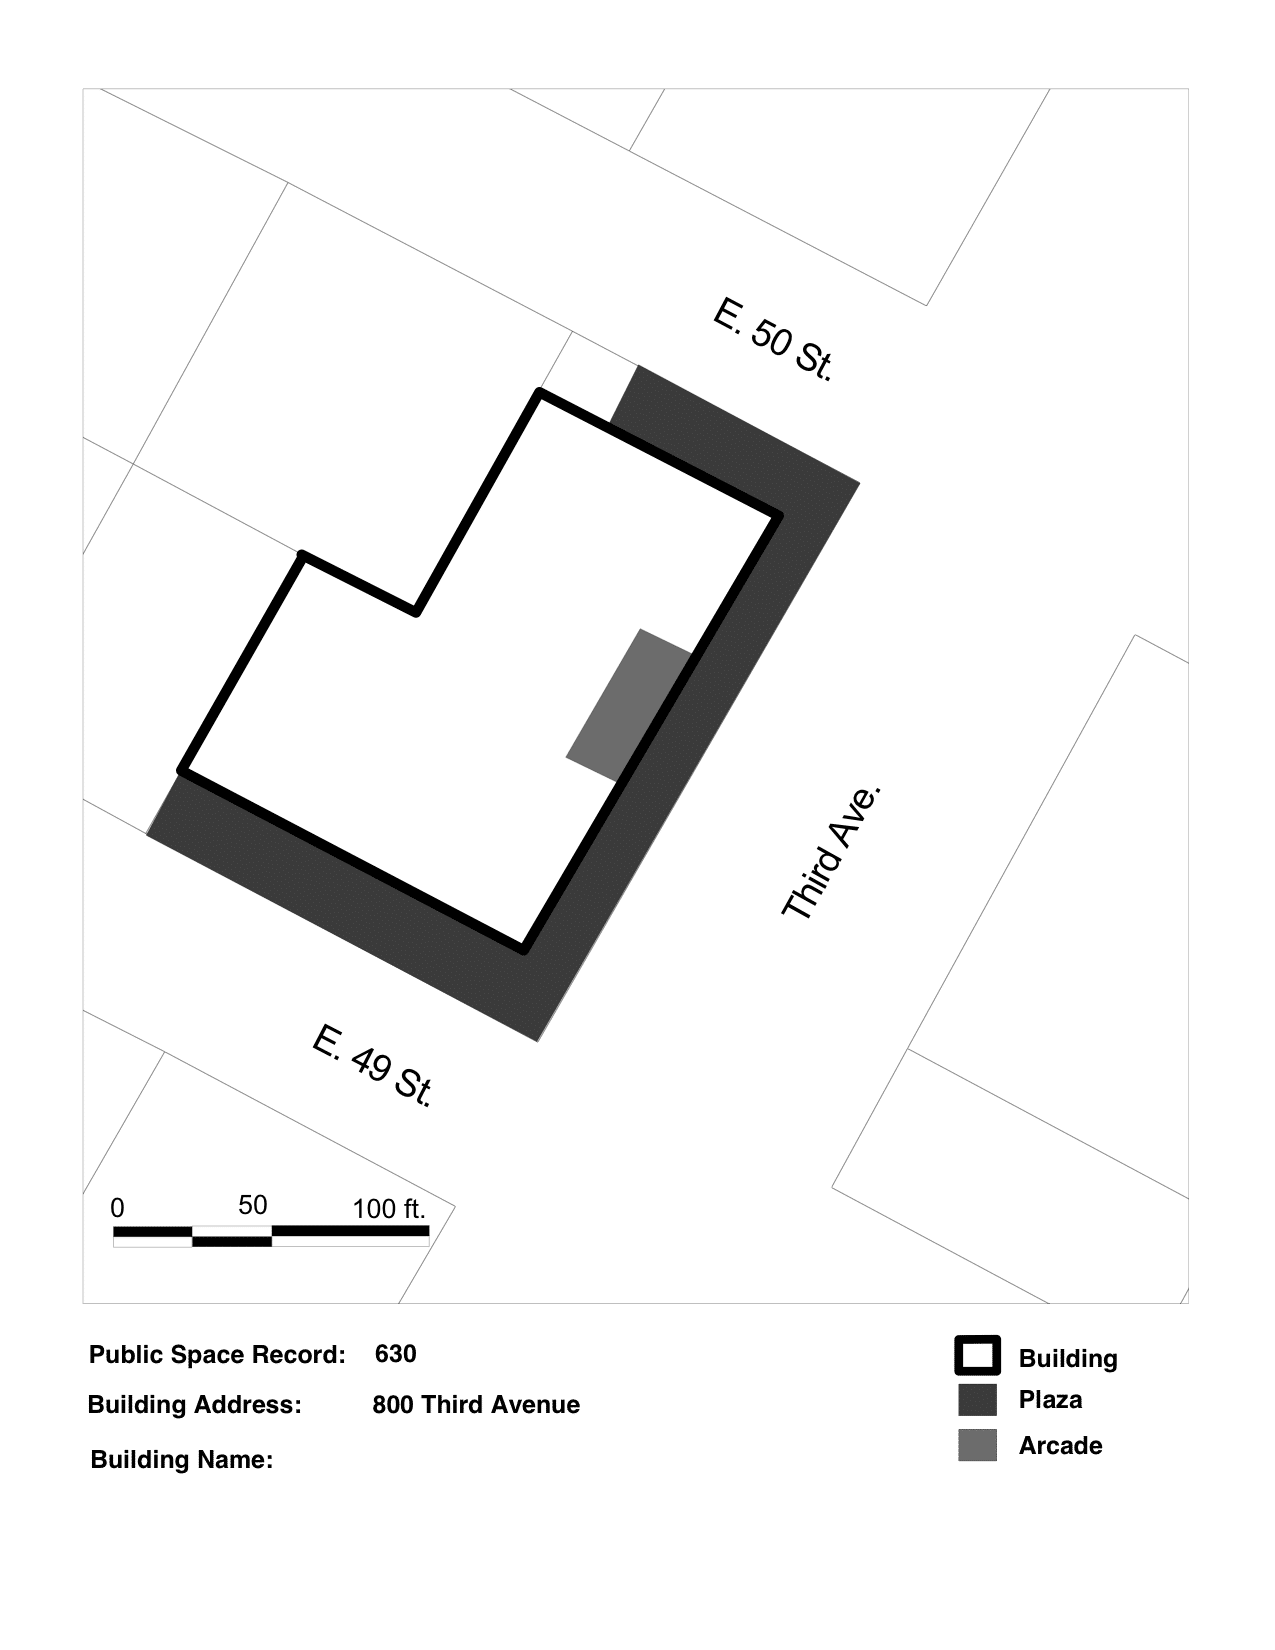 E. 50 St.
Third Ave.
E. 49 St.
0 50 100 ft.
Public Space Record: 630
Building Address: 800 Third Avenue
Building Name:
Building
Plaza
Arcade